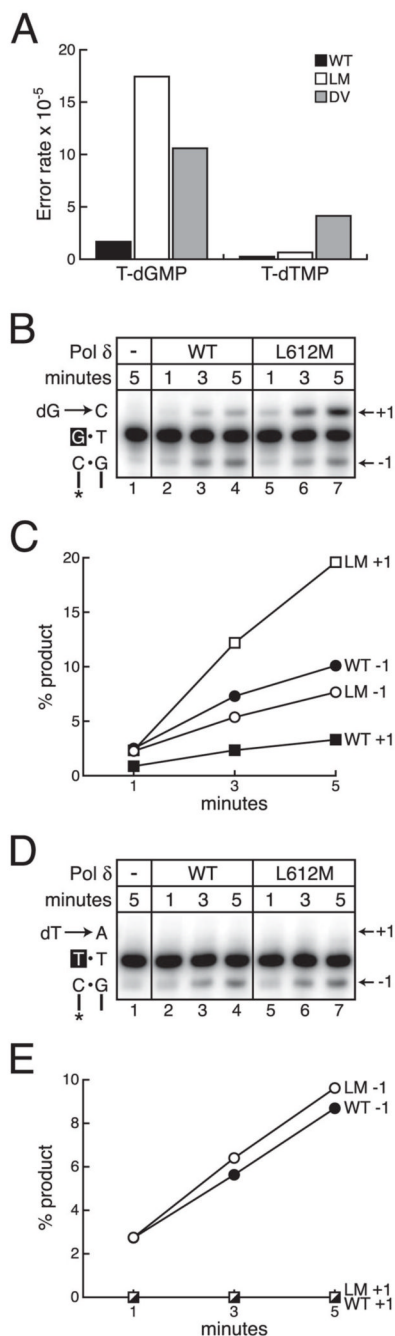 A
Error rate x 10-5
20
15
10
5
0
WT
LM
DV
T-dGMP T-dTMP
B
Pol δ - WT L612M
minutes 5 1 3 5 1 3 5
dG → C ← +1
G • T
C • G ← -1
* 1 2 3 4 5 6 7
C
% product
20
15
10
5
0
LM +1
WT -1
LM -1
WT +1
1 3 5
minutes
D
Pol δ - WT L612M
minutes 5 1 3 5 1 3 5
dT → A ← +1
T • T
C • G ← -1
* 1 2 3 4 5 6 7
E
% product
10
8
6
4
2
0
LM -1
WT -1
LM +1
WT +1
1 3 5
minutes